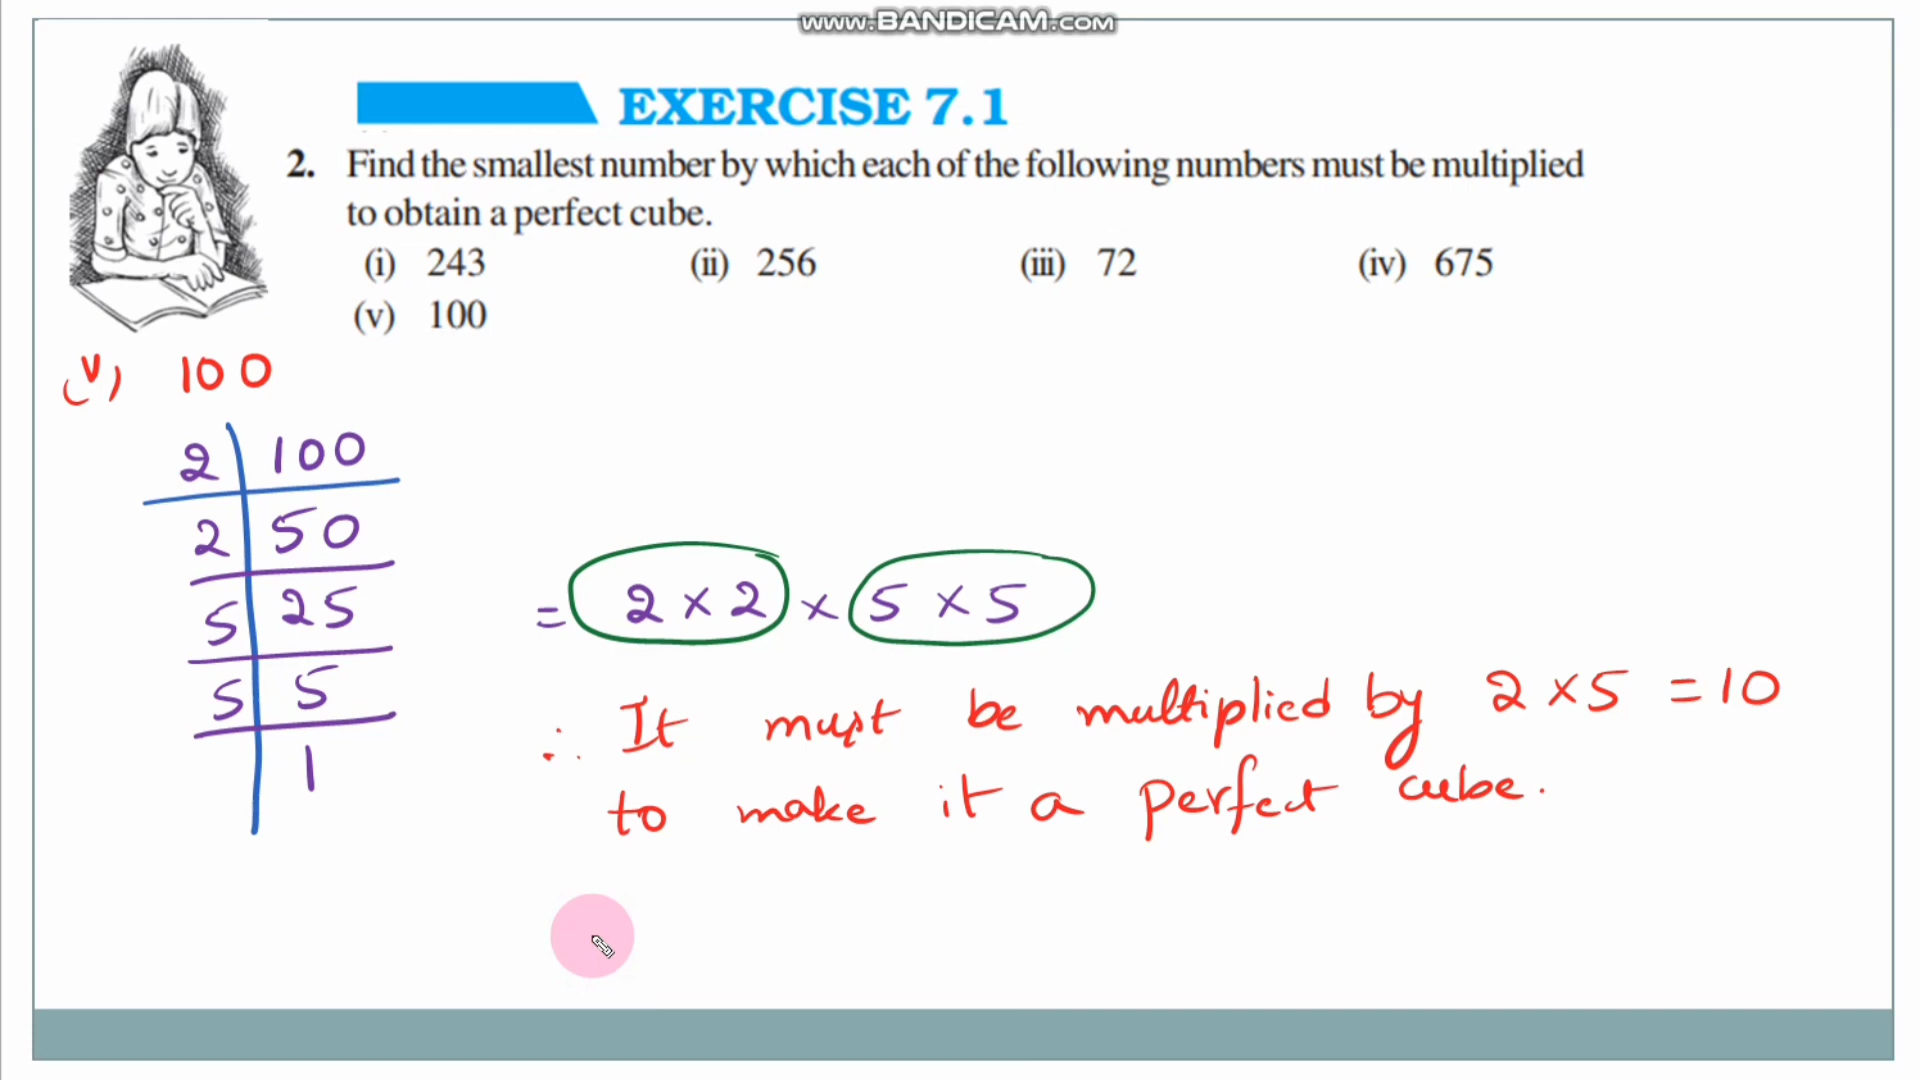 www.BANDICAM.com
EXERCISE 7.1
2. Find the smallest number by which each of the following numbers must be multiplied
to obtain a perfect cube.
(i) 243 (ii) 256 (iii) 72 (iv) 675
(v) 100
(v) 100
2 | 100
2 | 50
5 | 25
5 | 5
1
= 2 × 2 × 5 × 5
∴ It must be multiplied by 2 × 5 = 10
to make it a perfect cube.